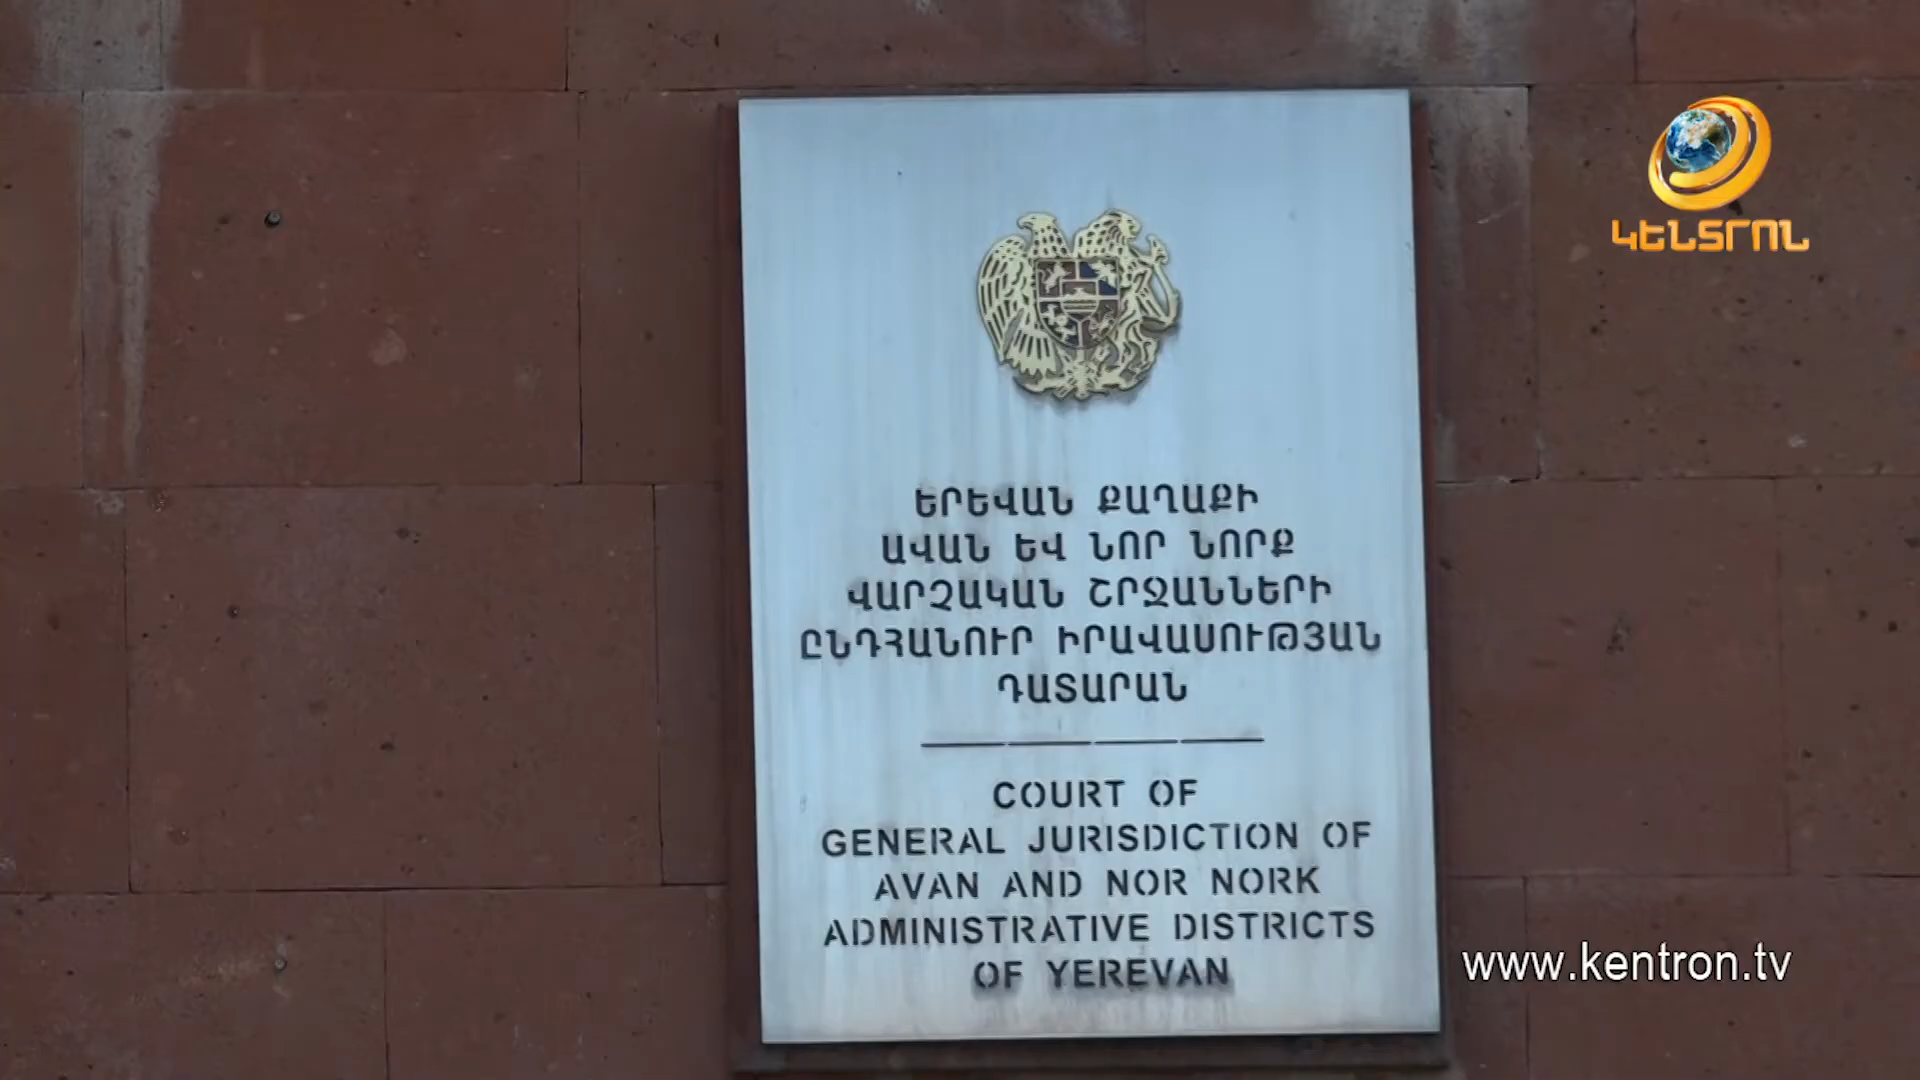 ԿԵՆՏՐՈՆ
ԵՐԵՎԱՆ ՔԱՂԱՔԻ
ԱՎԱՆ ԵՎ ՆՈՐ ՆՈՐՔ
ՎԱՐՉԱԿԱՆ ՇՐՋԱՆՆԵՐԻ
ԸՆԴՀԱՆՈՒՐ ԻՐԱՎԱՍՈՒԹՅԱՆ
ԴԱՏԱՐԱՆ
COURT OF
GENERAL JURISDICTION OF
AVAN AND NOR NORK
ADMINISTRATIVE DISTRICTS
OF YEREVAN
www.kentron.tv